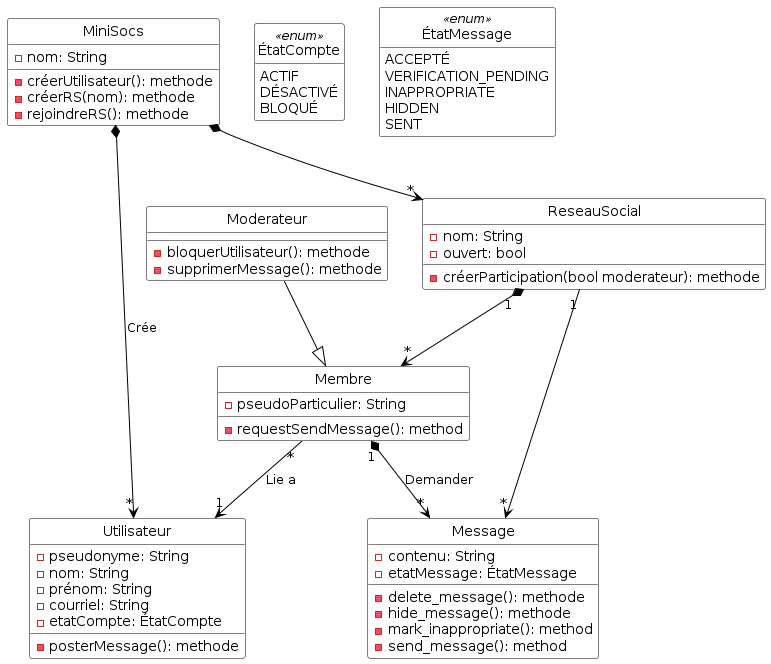 MiniSocs
nom: String
créerUtilisateur(): methode
créerRS(nom): methode
rejoindreRS(): methode
«enum»
ÉtatCompte
ACTIF
DÉSACTIVÉ
BLOQUÉ
«enum»
ÉtatMessage
ACCEPTÉ
VERIFICATION_PENDING
INAPPROPRIATE
HIDDEN
SENT
*
Moderateur
bloquerUtilisateur(): methode
supprimerMessage(): methode
ReseauSocial
nom: String
ouvert: bool
créerParticipation(bool moderateur): methode
1
1
Crée
*
Membre
pseudoParticulier: String
requestSendMessage(): method
*
1
Lie a
Demander
*
1
*
*
Utilisateur
pseudonyme: String
nom: String
prénom: String
courriel: String
etatCompte: ÉtatCompte
posterMessage(): methode
Message
contenu: String
etatMessage: ÉtatMessage
delete_message(): methode
hide_message(): methode
mark_inappropriate(): method
send_message(): method